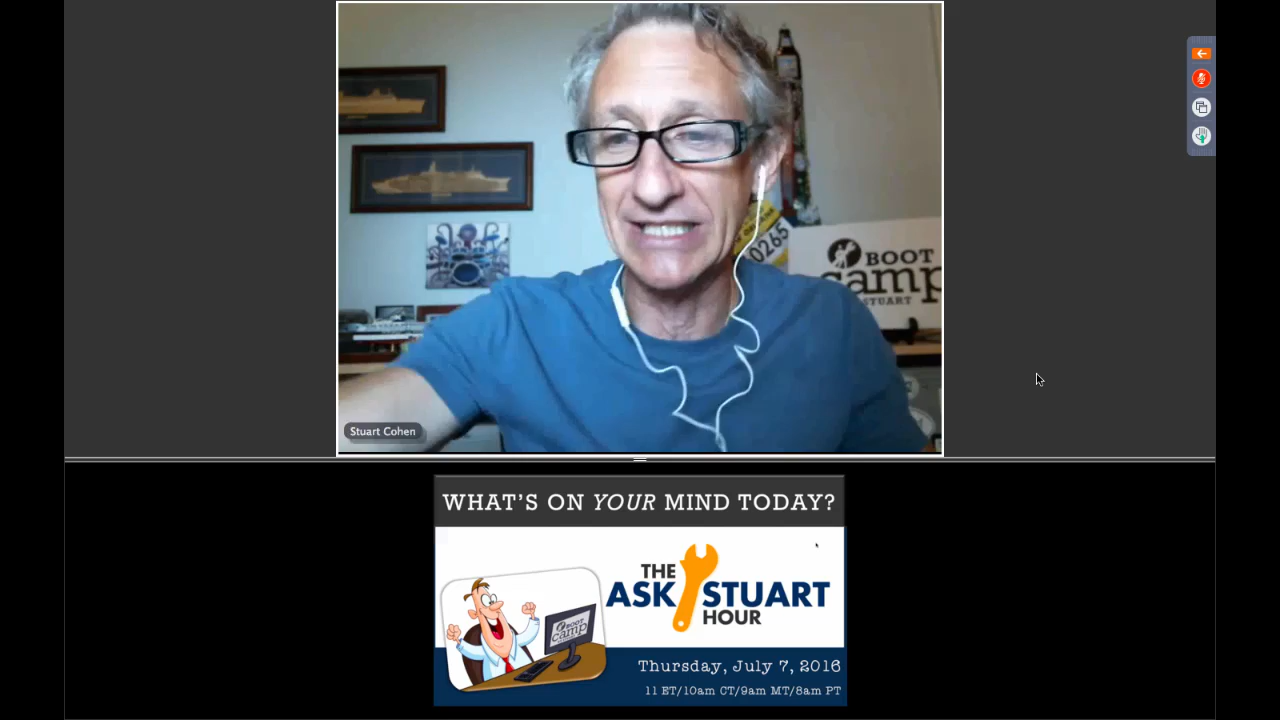 0265
BOOT
camp
STUART
Stuart Cohen
WHAT'S ON YOUR MIND TODAY?
THE
ASK STUART
HOUR
BOOT
camp
Thursday, July 7, 2016
11 ET/10am CT/9am MT/8am PT